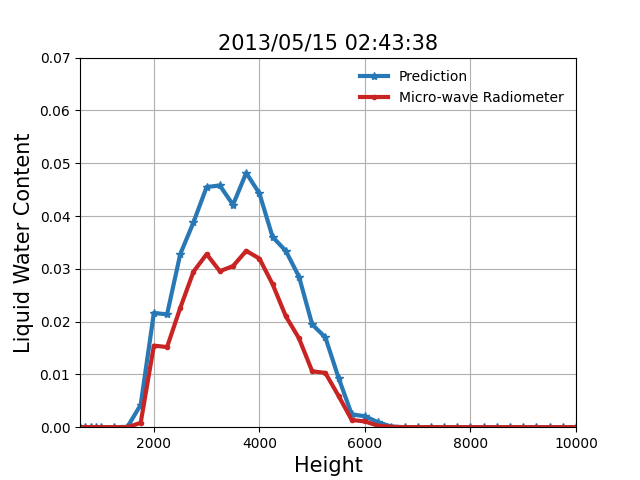 2013/05/15 02:43:38
0.07
0.06
0.05
0.04
0.03
0.02
0.01
0.00
Liquid Water Content
Prediction
Micro-wave Radiometer
2000 4000 6000 8000 10000
Height